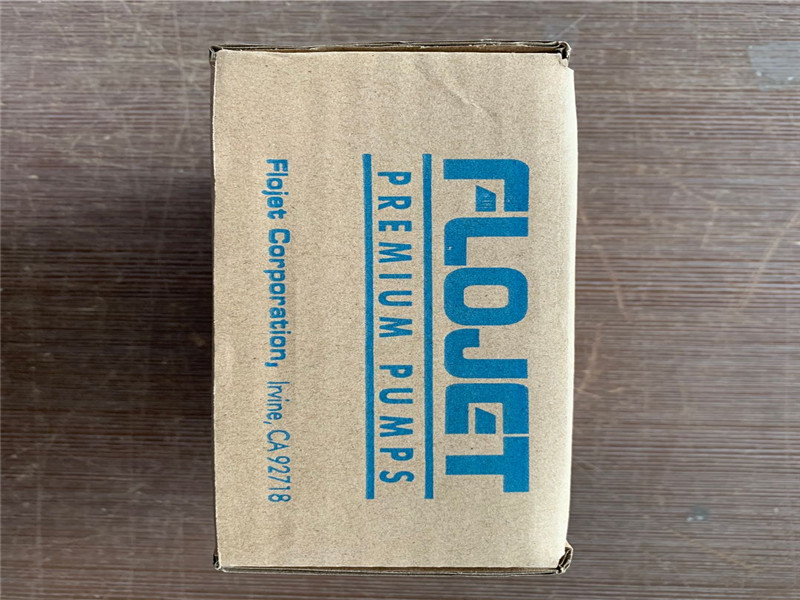 FLOJET
PREMIUM PUMPS
Flojet Corporation, Irvine, CA 92718